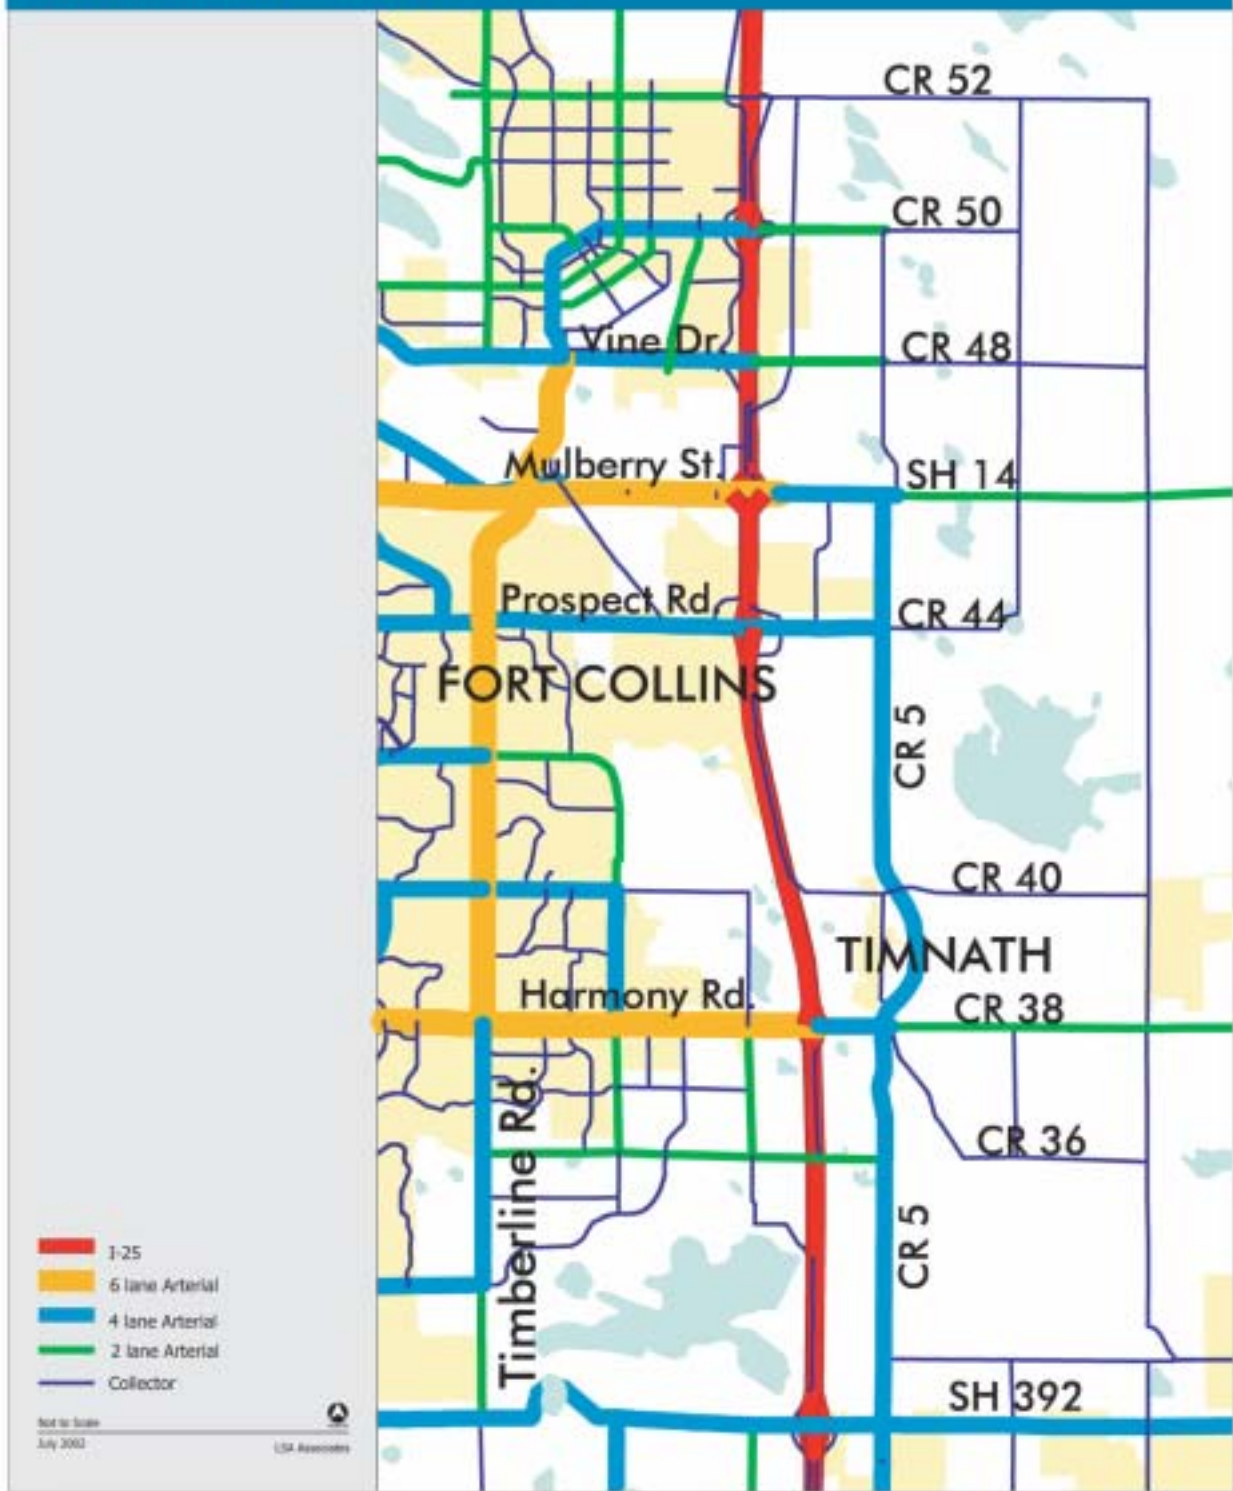 CR 52
CR 50
Vine Dr.
CR 48
Mulberry St.
SH 14
Prospect Rd.
CR 44
FORT COLLINS
CR 5
CR 40
TIMNATH
Harmony Rd.
CR 38
Timberline Rd.
CR 36
CR 5
SH 392
I-25
6 lane Arterial
4 lane Arterial
2 lane Arterial
Collector
Not to Scale
July 2002
LSA Associates